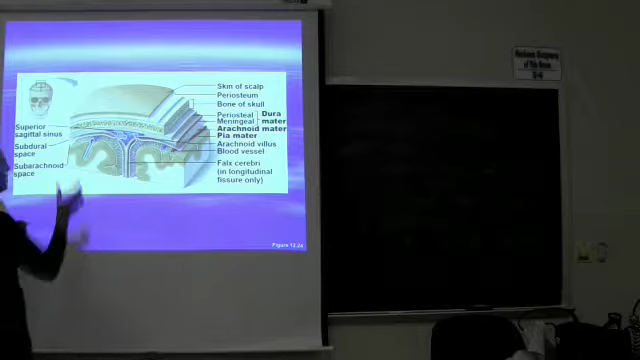 Skin of scalp
Periosteum
Bone of skull
Periosteal
Meningeal
Dura
mater
Arachnoid mater
Pia mater
Arachnoid villus
Blood vessel
Falx cerebri
(in longitudinal
fissure only)
Superior
sagittal sinus
Subdural
space
Subarachnoid
space
Figure 12.24